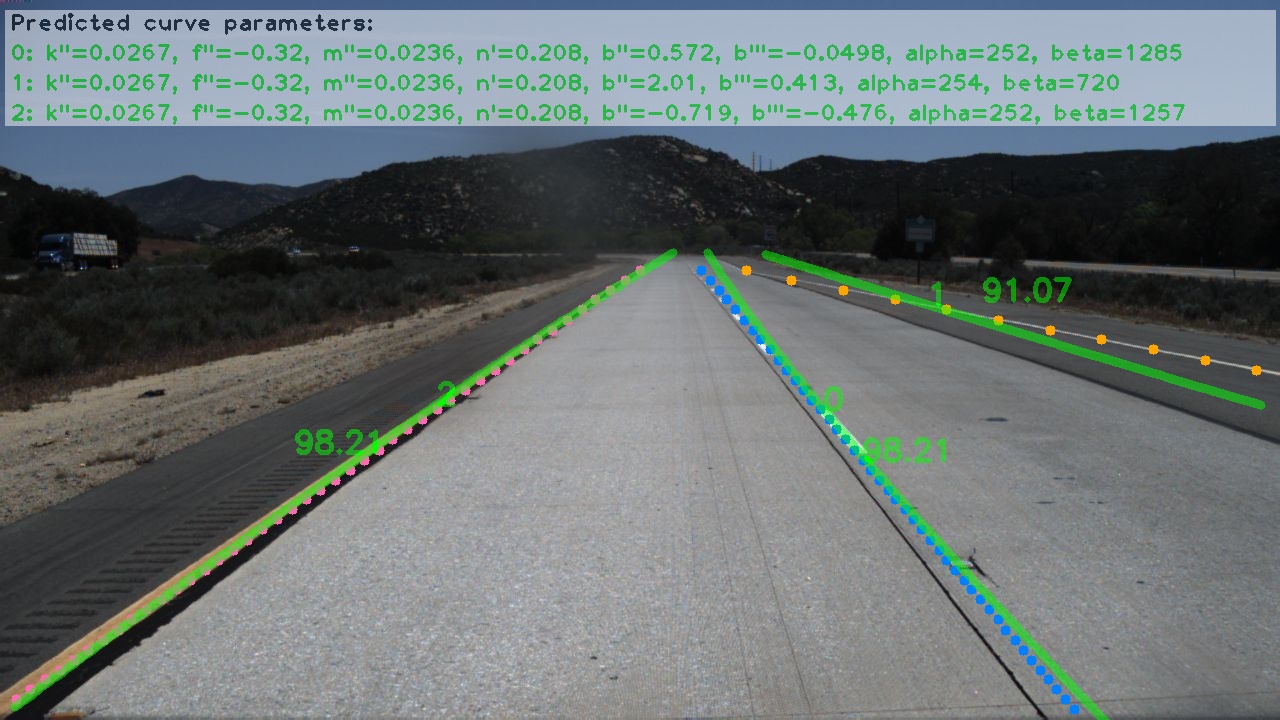 Predicted curve parameters:
0: k''=0.0267, f''=-0.32, m''=0.0236, n'=0.208, b''=0.572, b'''=-0.0498, alpha=252, beta=1285
1: k''=0.0267, f''=-0.32, m''=0.0236, n'=0.208, b''=2.01, b'''=0.413, alpha=254, beta=720
2: k''=0.0267, f''=-0.32, m''=0.0236, n'=0.208, b''=-0.719, b'''=-0.476, alpha=252, beta=1257
1 91.07
2
0
98.21
98.21